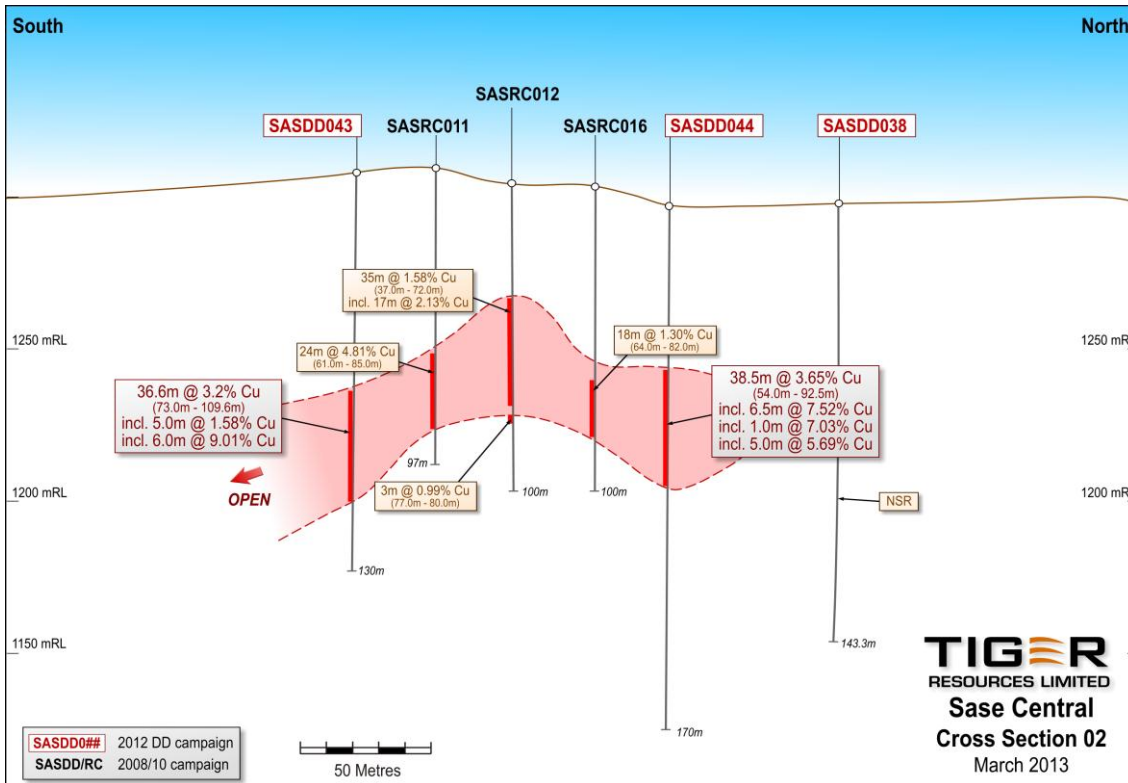 South
North
SASRC012
SASDD043
SASRC011
SASRC016
SASDD044
SASDD038
35m @ 1.58% Cu
(37.0m - 72.0m)
incl. 17m @ 2.13% Cu
1250 mRL
1250 mRL
24m @ 4.81% Cu
(61.0m - 85.0m)
18m @ 1.30% Cu
(64.0m - 82.0m)
36.6m @ 3.2% Cu
(73.0m - 109.6m)
incl. 5.0m @ 1.58% Cu
incl. 6.0m @ 9.01% Cu
38.5m @ 3.65% Cu
(54.0m - 92.5m)
incl. 6.5m @ 7.52% Cu
incl. 1.0m @ 7.03% Cu
incl. 5.0m @ 5.69% Cu
97m
OPEN
3m @ 0.99% Cu
(77.0m - 80.0m)
100m
100m
1200 mRL
1200 mRL
NSR
130m
1150 mRL
1150 mRL
143.3m
170m
TIGER
RESOURCES LIMITED
Sase Central
Cross Section 02
March 2013
SASDD0## 2012 DD campaign
SASDD/RC 2008/10 campaign
50 Metres